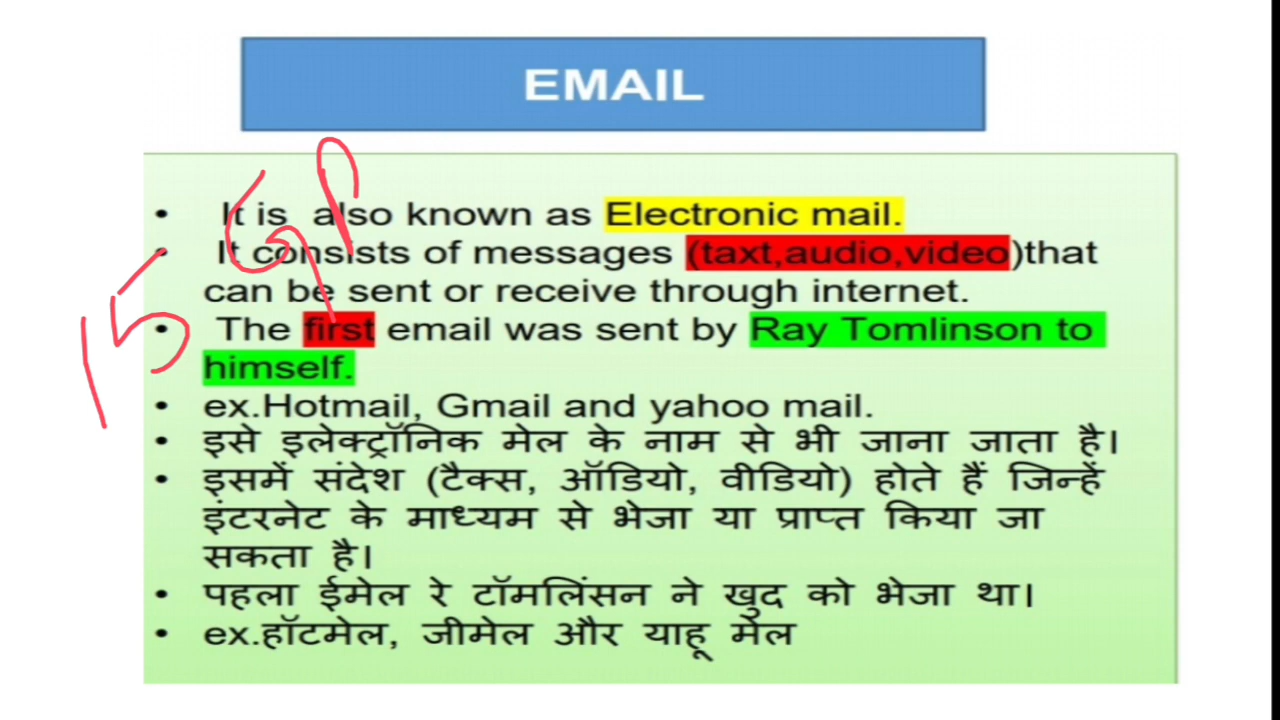 EMAIL
• It is also known as Electronic mail.
• It consists of messages (taxt,audio,video)that
can be sent or receive through internet.
• The first email was sent by Ray Tomlinson to
himself.
• ex.Hotmail, Gmail and yahoo mail.
• इसे इलेक्ट्रॉनिक मेल के नाम से भी जाना जाता है।
• इसमें संदेश (टैक्स, ऑडियो, वीडियो) होते हैं जिन्हें
इंटरनेट के माध्यम से भेजा या प्राप्त किया जा
सकता है।
• पहला ईमेल रे टॉमलिंसन ने खुद को भेजा था।
• ex.हॉटमेल, जीमेल और याहू मेल
15